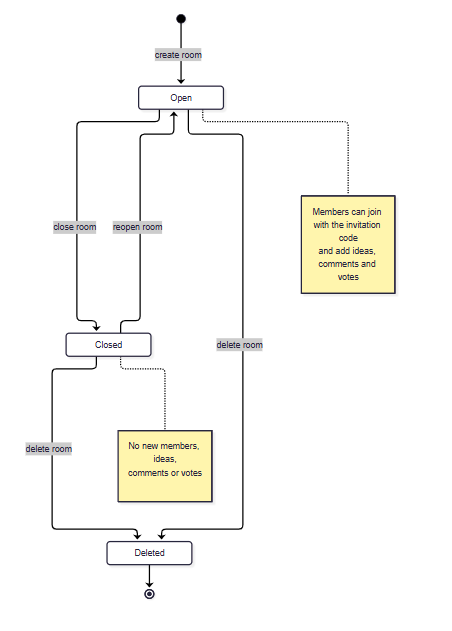 create room
Open
Members can join
with the invitation
code
and add ideas,
comments and
votes
close room
reopen room
Closed
delete room
delete room
No new members,
ideas,
comments or votes
Deleted